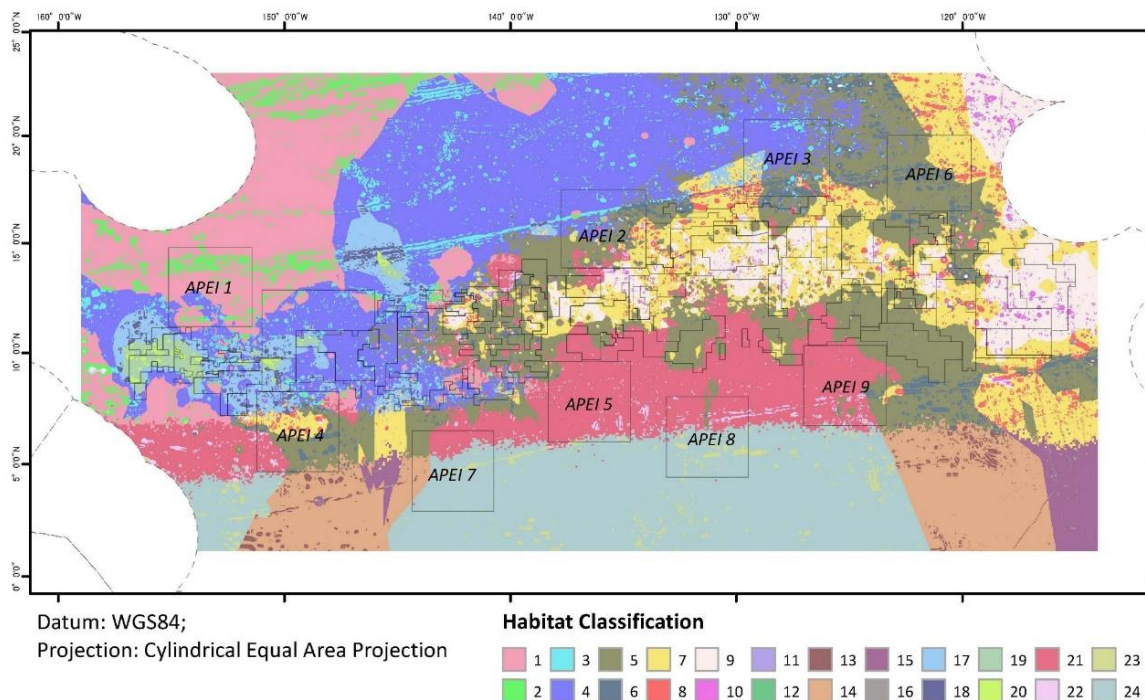 160° 0'0"W 150° 0'0"W 140° 0'0"W 130° 0'0"W 120° 0'0"W
25° 0'0"N
20° 0'0"N
15° 0'0"N
10° 0'0"N
5° 0'0"N
0° 0'0"N
APEI 3
APEI 6
APEI 2
APEI 1
APEI 9
APEI 5
APEI 4
APEI 8
APEI 7
Datum: WGS84;
Projection: Cylindrical Equal Area Projection
Habitat Classification
1 3 5 7 9 11 13 15 17 19 21 23
2 4 6 8 10 12 14 16 18 20 22 24